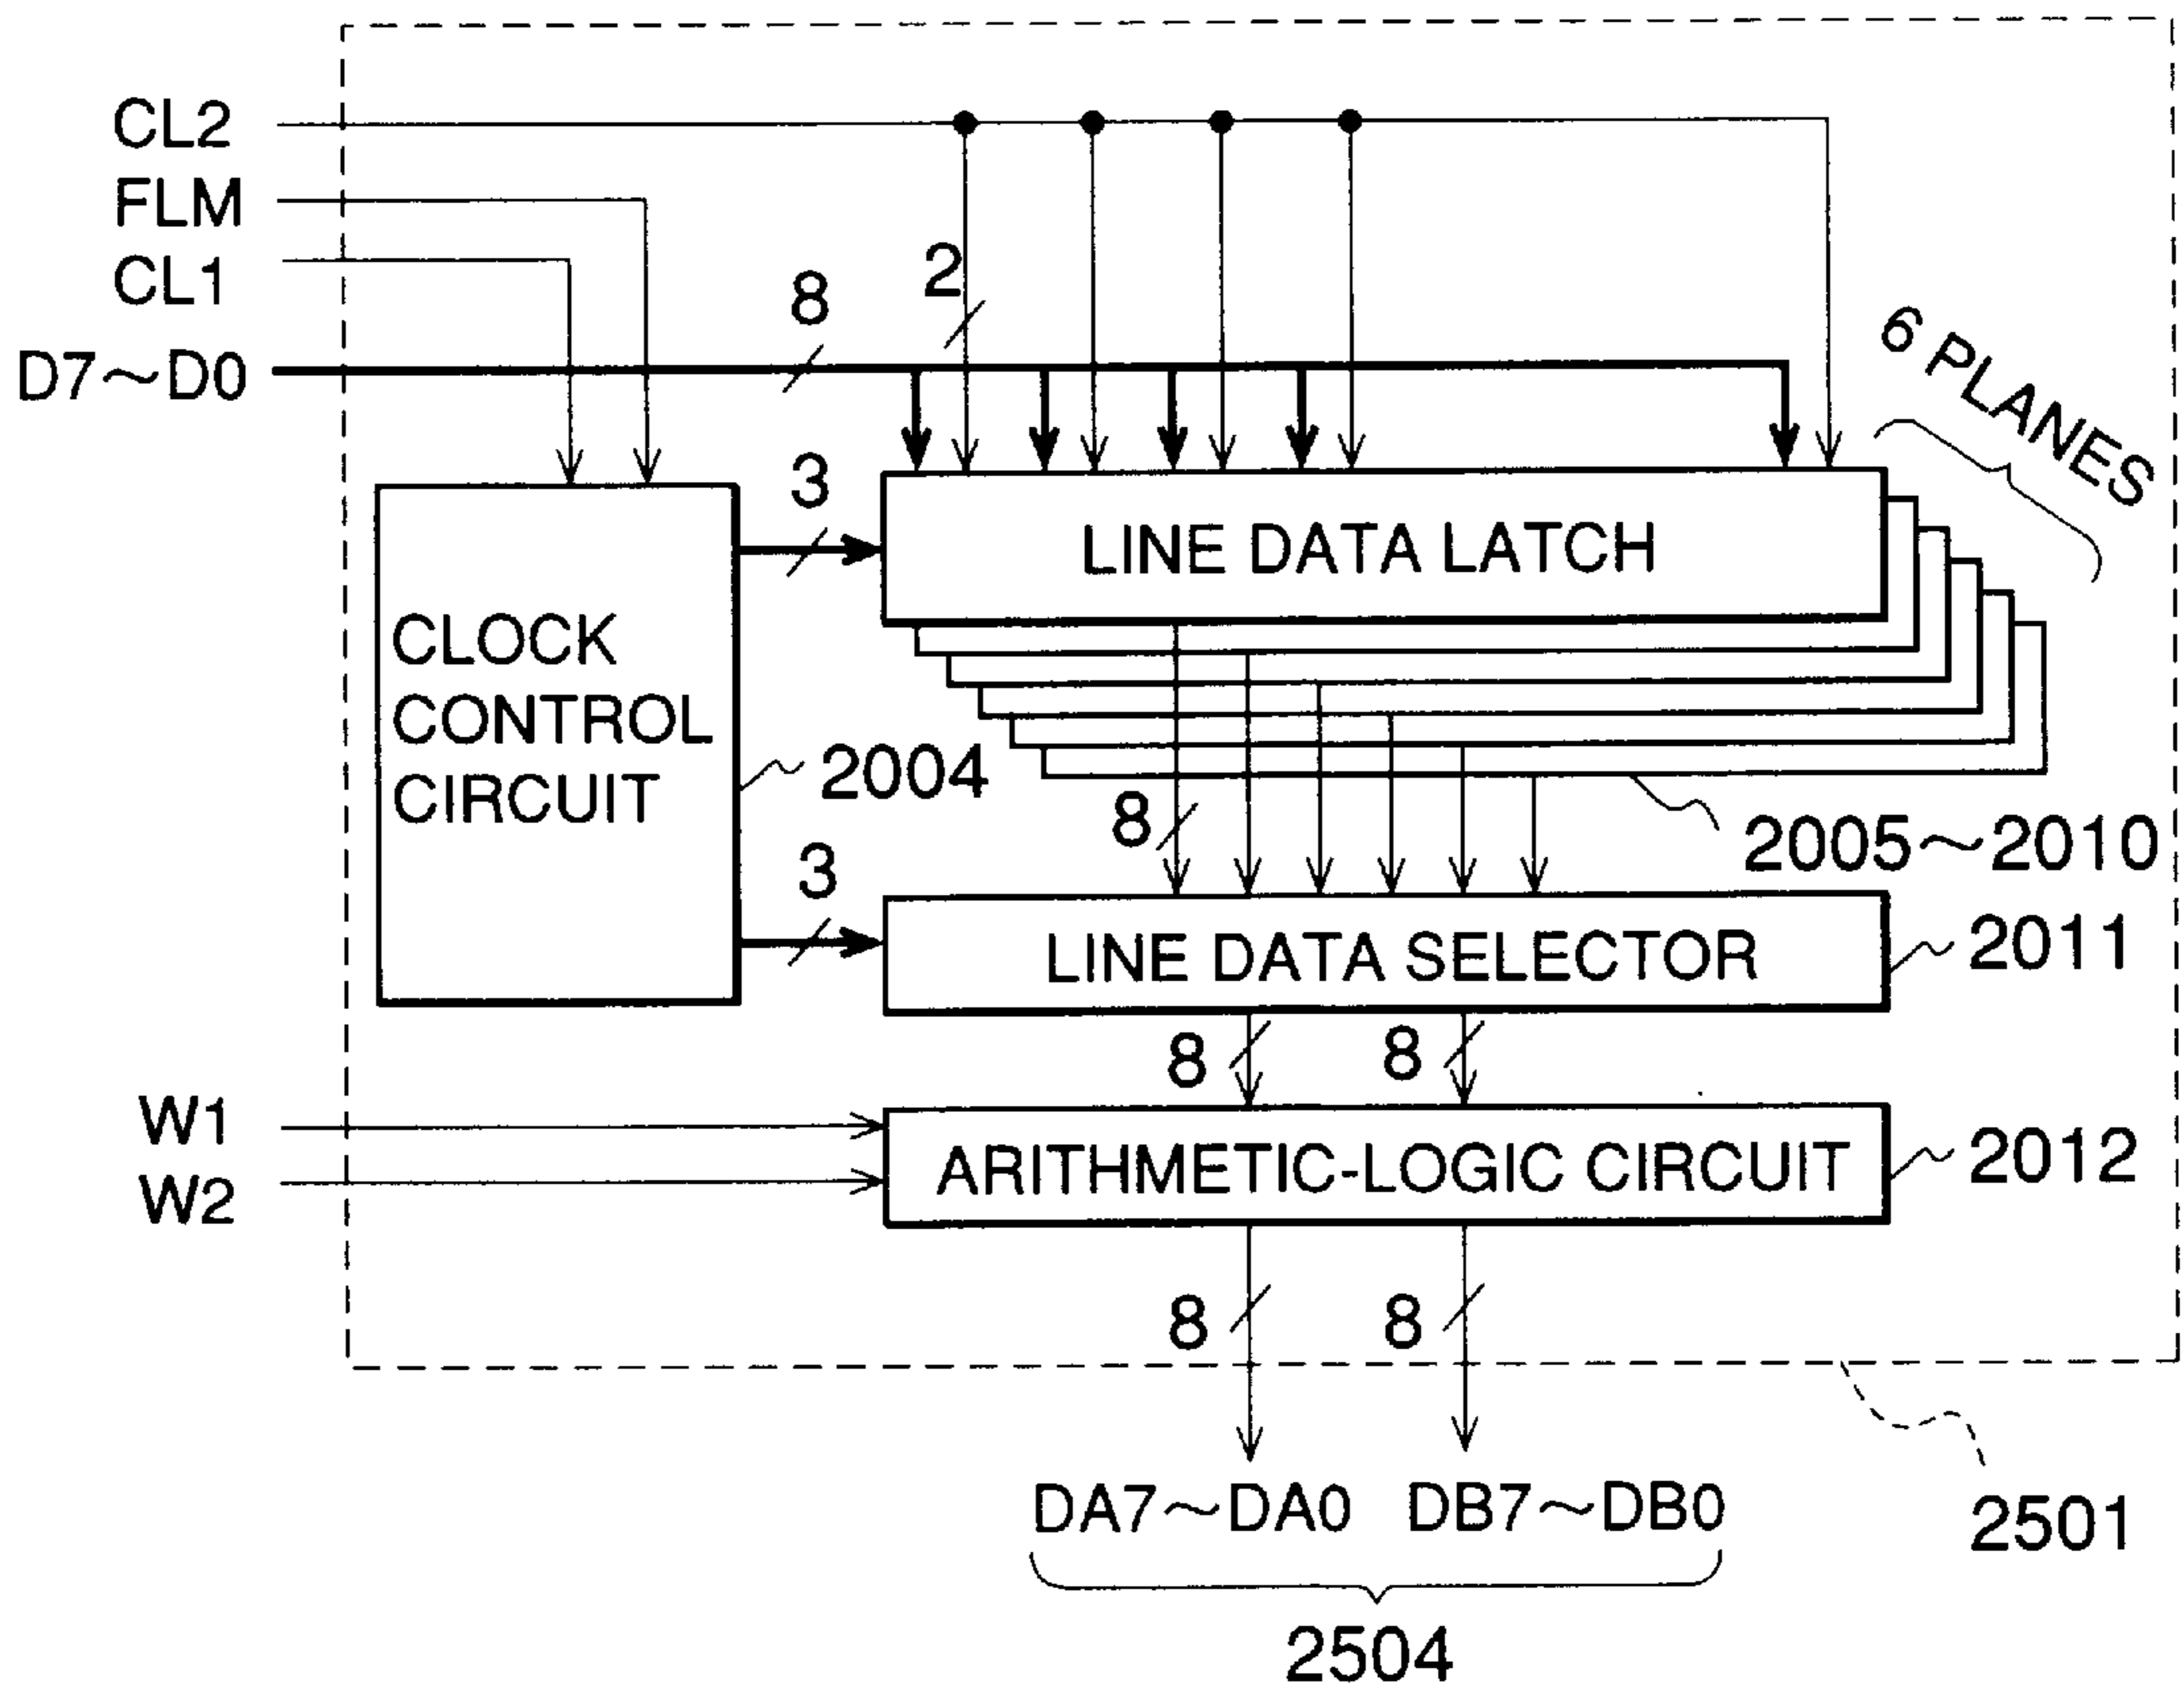 CL2
FLM
CL1
D7~D0
8
2
6 PLANES
3
LINE DATA LATCH
CLOCK
CONTROL
CIRCUIT
2004
8
2005~2010
3
LINE DATA SELECTOR
2011
8
8
W1
W2
ARITHMETIC-LOGIC CIRCUIT
2012
8
8
DA7~DA0
DB7~DB0
2501
2504